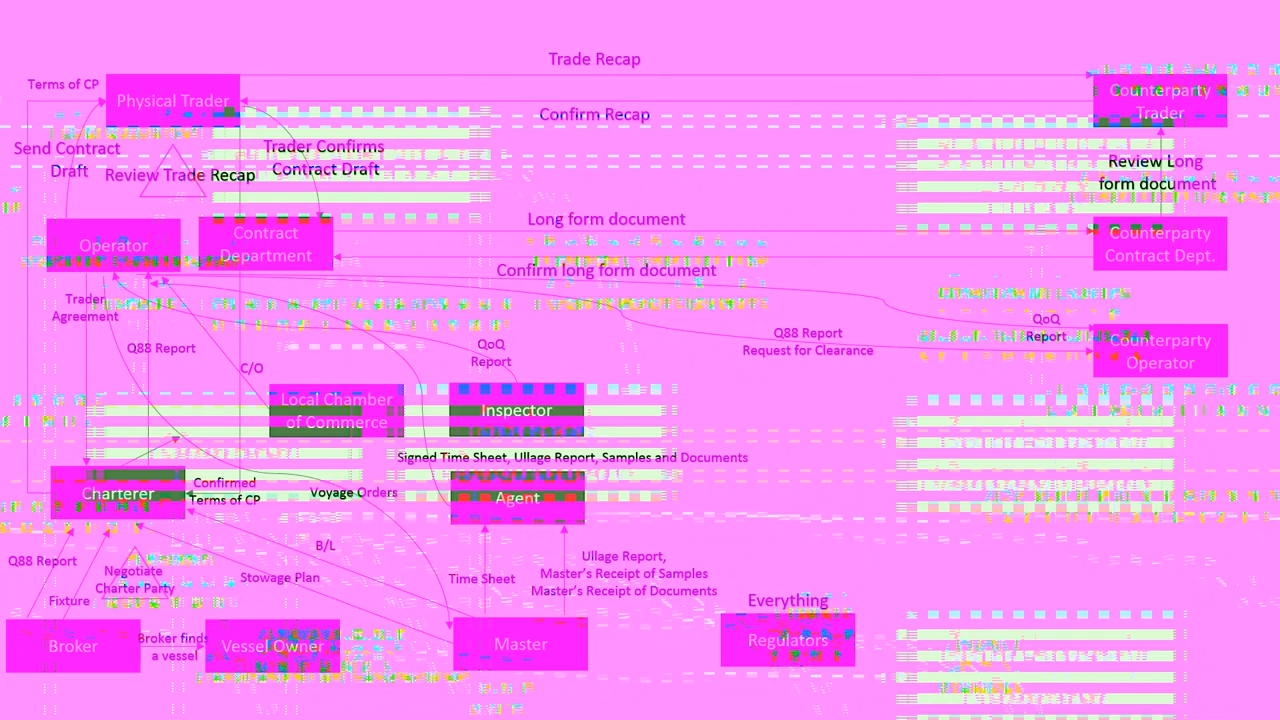 Trade Recap
Terms of CP
Physical Trader
Counterparty
Trader
Confirm Recap
Send Contract
Draft
Review Trade Recap
Trader Confirms
Contract Draft
Review Long
form document
Operator
Contract
Department
Long form document
Counterparty
Contract Dept.
Confirm long form document
Trader
Agreement
Q88 Report
C/O
QoQ
Report
Q88 Report
Request for Clearance
QoQ
Report
Counterparty
Operator
Local Chamber
of Commerce
Inspector
Signed Time Sheet, Ullage Report, Samples and Documents
Charterer
Confirmed
Terms of CP
Voyage Orders
Agent
B/L
Q88 Report
Negotiate
Charter Party
Stowage Plan
Time Sheet
Ullage Report,
Master's Receipt of Samples
Master's Receipt of Documents
Fixture
Everything
Broker
Broker finds
a vessel
Vessel Owner
Master
Regulators